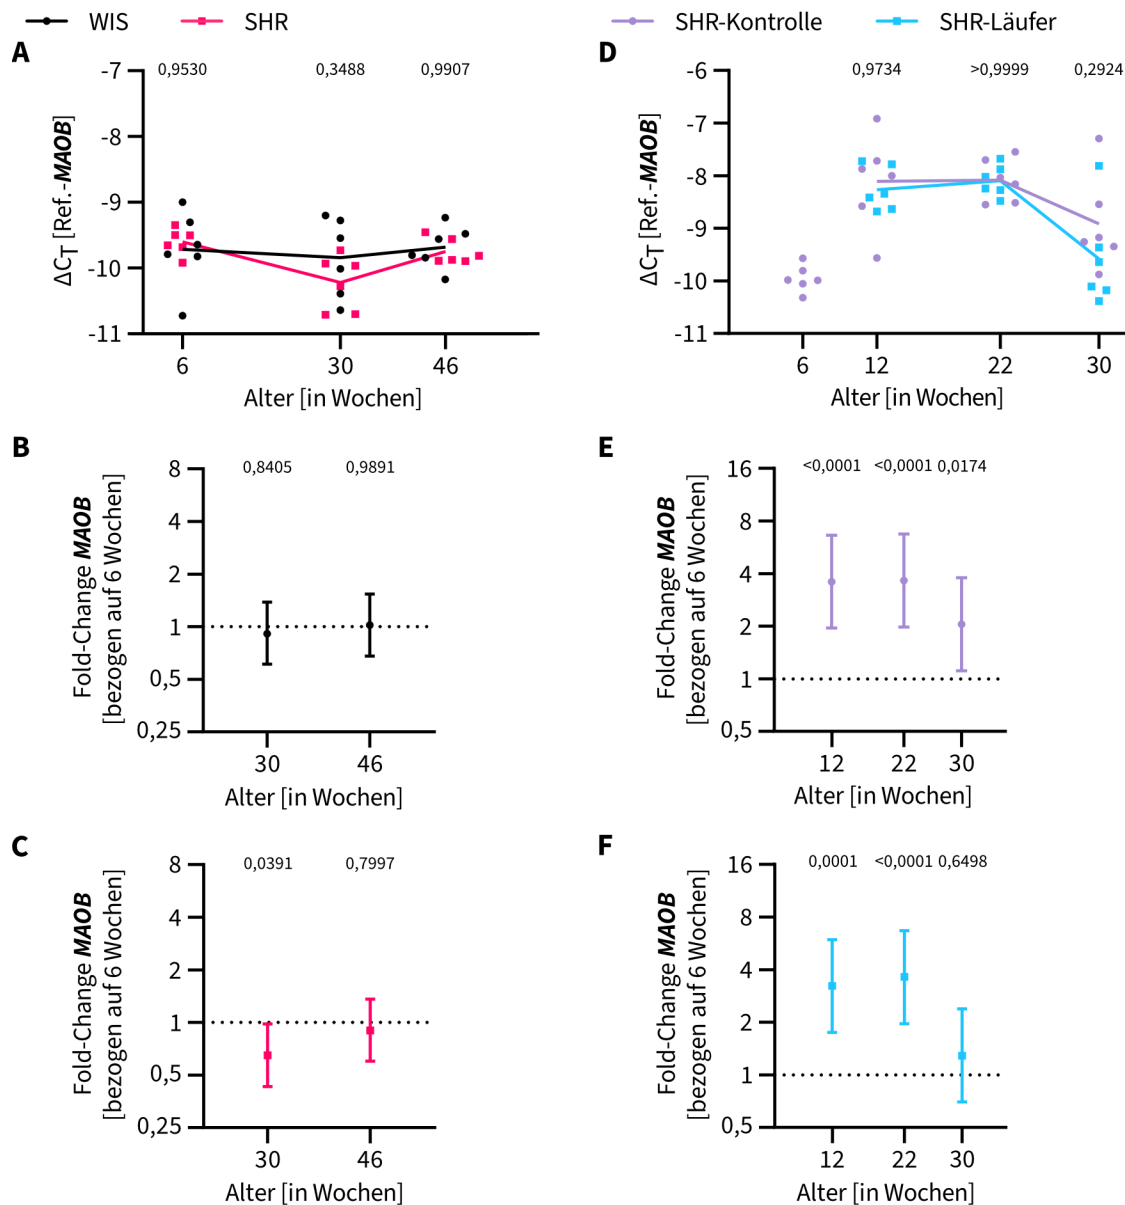 WIS SHR
SHR-Kontrolle SHR-Läufer
A
0,9530 0,3488 0,9907
ΔCT [Ref.-MAOB]
-7
-8
-9
-10
-11
6 30 46
Alter [in Wochen]
D
0,9734 >0,9999 0,2924
ΔCT [Ref.-MAOB]
-6
-7
-8
-9
-10
-11
6 12 22 30
Alter [in Wochen]
B
0,8405 0,9891
Fold-Change MAOB
[bezogen auf 6 Wochen]
8
4
2
1
0,5
0,25
30 46
Alter [in Wochen]
E
<0,0001 <0,0001 0,0174
Fold-Change MAOB
[bezogen auf 6 Wochen]
16
8
4
2
1
0,5
12 22 30
Alter [in Wochen]
C
0,0391 0,7997
Fold-Change MAOB
[bezogen auf 6 Wochen]
8
4
2
1
0,5
0,25
30 46
Alter [in Wochen]
F
0,0001 <0,0001 0,6498
Fold-Change MAOB
[bezogen auf 6 Wochen]
16
8
4
2
1
0,5
12 22 30
Alter [in Wochen]